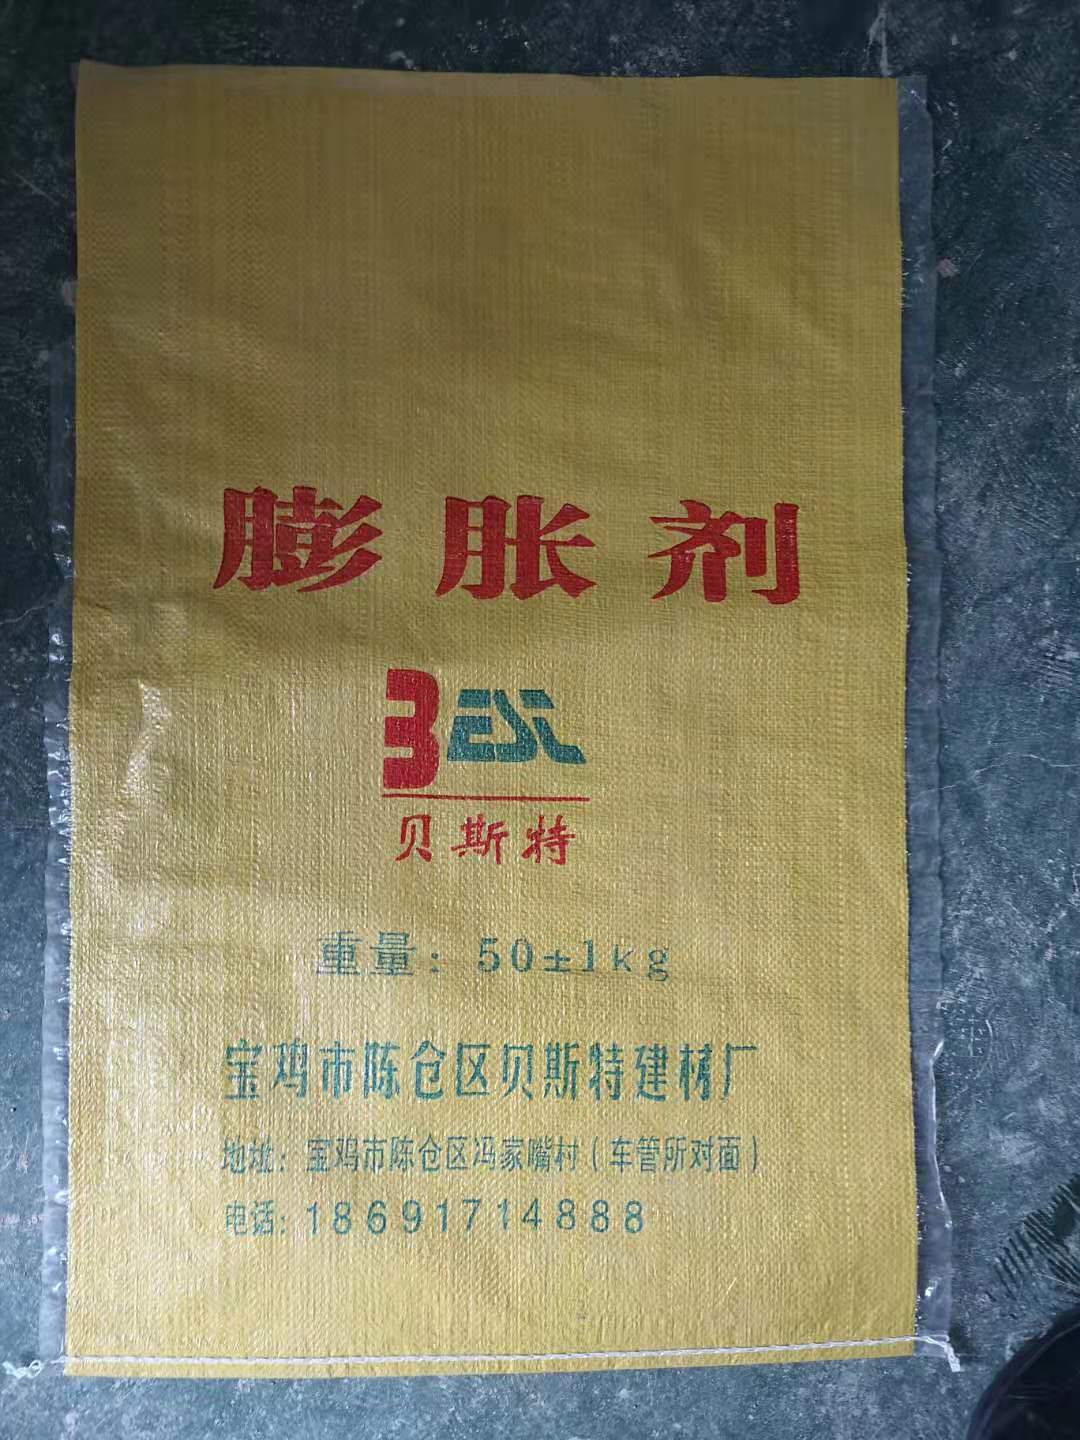 膨胀剂
BEST
贝斯特
重量：50±1kg
宝鸡市陈仓区贝斯特建材厂
地址：宝鸡市陈仓区冯家嘴村（车管所对面）
电话：18691714888